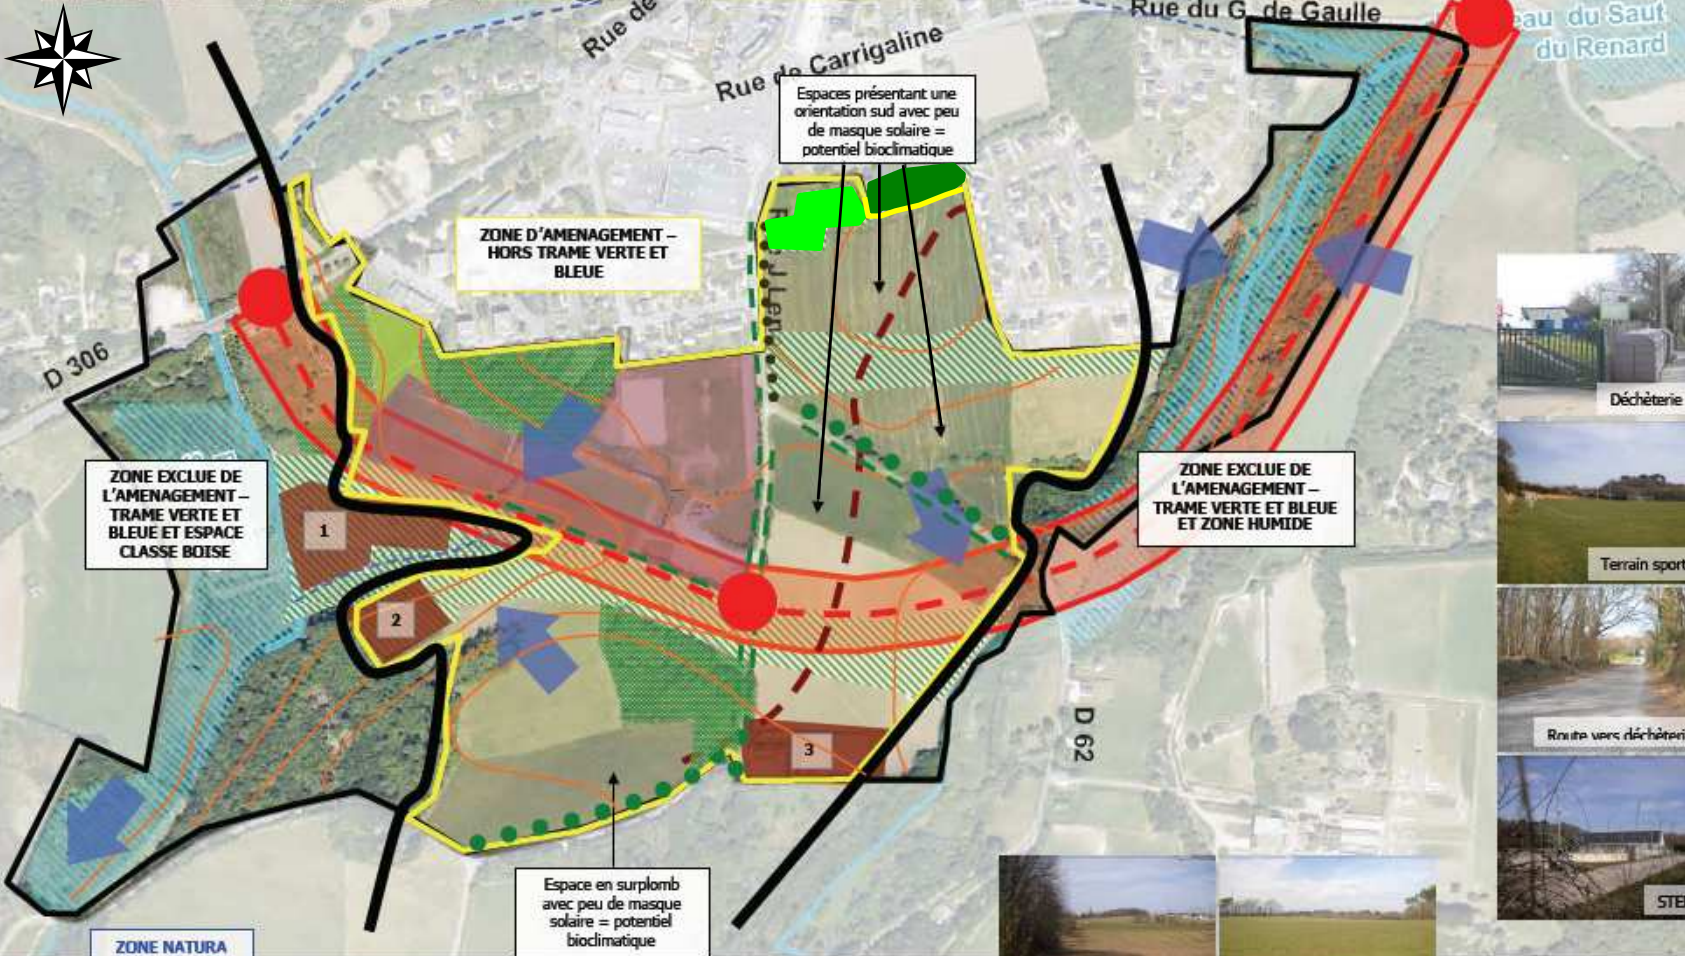 Rue du G. de Gaulle
eau du Saut
du Renard
Rue de
Rue de Carrigaline
Espaces présentant une
orientation sud avec peu
de masque solaire =
potentiel bioclimatique
ZONE D'AMENAGEMENT –
HORS TRAME VERTE ET
BLEUE
J Len
D 306
Déchèterie
ZONE EXCLUE DE
L'AMENAGEMENT –
TRAME VERTE ET
BLEUE ET ESPACE
CLASSE BOISE
1
ZONE EXCLUE DE
L'AMENAGEMENT –
TRAME VERTE ET BLEUE
ET ZONE HUMIDE
Terrain sport
2
D 62
3
Route vers déchèteri
Espace en surplomb
avec peu de masque
solaire = potentiel
bioclimatique
STE
ZONE NATURA